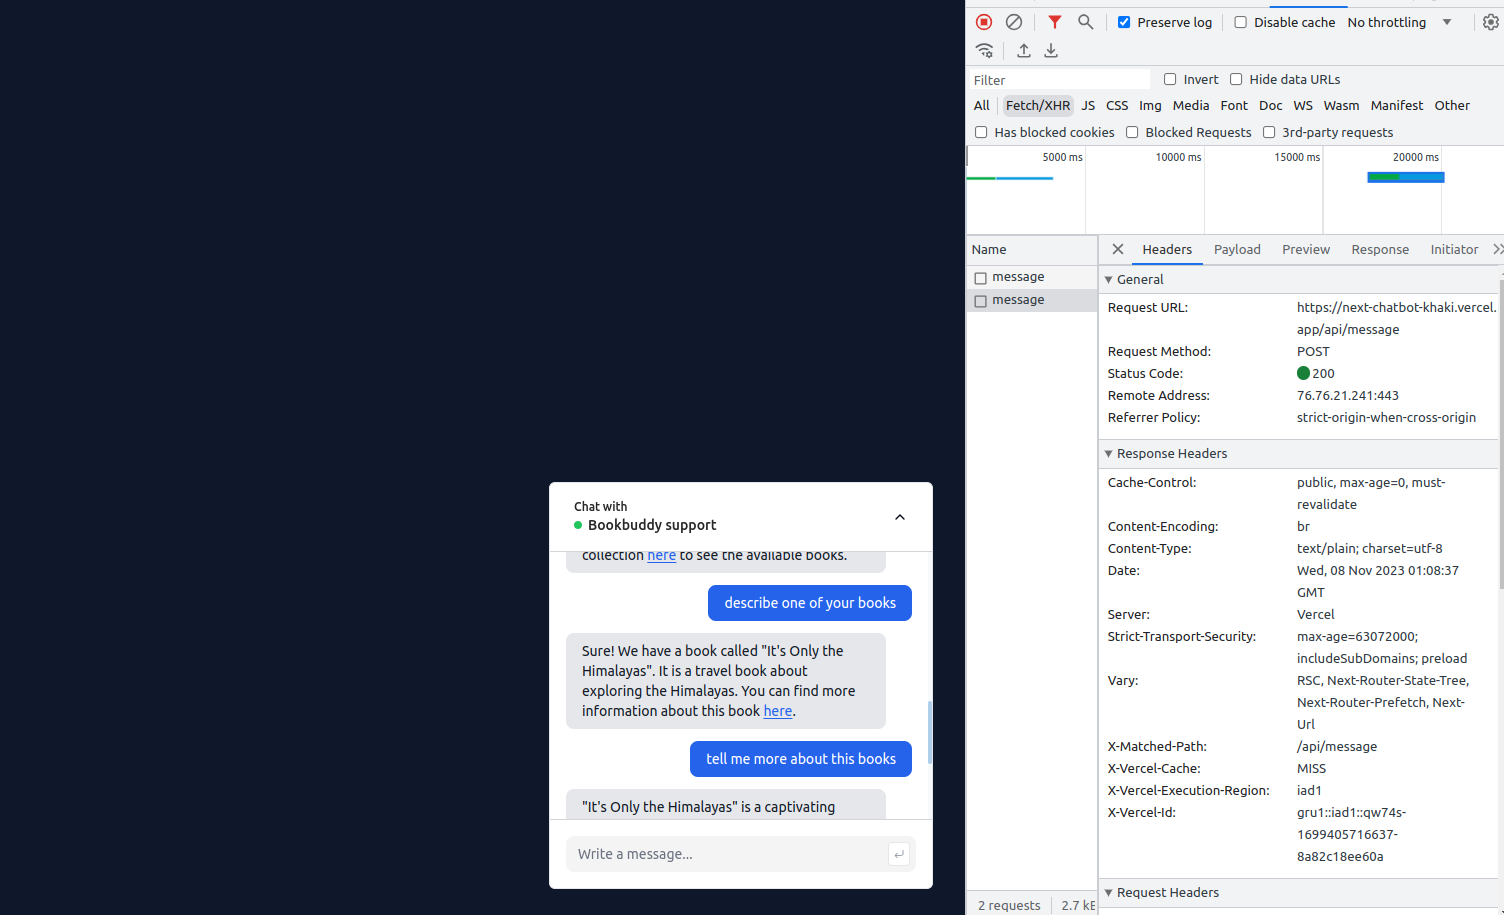 Preserve log
Disable cache
No throttling
Filter
Invert
Hide data URLs
All
Fetch/XHR
JS
CSS
Img
Media
Font
Doc
WS
Wasm
Manifest
Other
Has blocked cookies
Blocked Requests
3rd-party requests
5000 ms
10000 ms
15000 ms
20000 ms
Name
message
message
Headers
Payload
Preview
Response
Initiator
General
Request URL:
https://next-chatbot-khaki.vercel.
app/api/message
Request Method:
POST
Status Code:
200
Remote Address:
76.76.21.241:443
Referrer Policy:
strict-origin-when-cross-origin
Response Headers
Cache-Control:
public, max-age=0, must-
revalidate
Content-Encoding:
br
Content-Type:
text/plain; charset=utf-8
Date:
Wed, 08 Nov 2023 01:08:37
GMT
Server:
Vercel
Strict-Transport-Security:
max-age=63072000;
includeSubDomains; preload
Vary:
RSC, Next-Router-State-Tree,
Next-Router-Prefetch, Next-
Url
X-Matched-Path:
/api/message
X-Vercel-Cache:
MISS
X-Vercel-Execution-Region:
iad1
X-Vercel-Id:
gru1::iad1::qw74s-
1699405716637-
8a82c18ee60a
Request Headers
2 requests
2.7 kE
Chat with
Bookbuddy support
collection here to see the available books.
describe one of your books
Sure! We have a book called "It's Only the
Himalayas". It is a travel book about
exploring the Himalayas. You can find more
information about this book here.
tell me more about this books
"It's Only the Himalayas" is a captivating
Write a message...